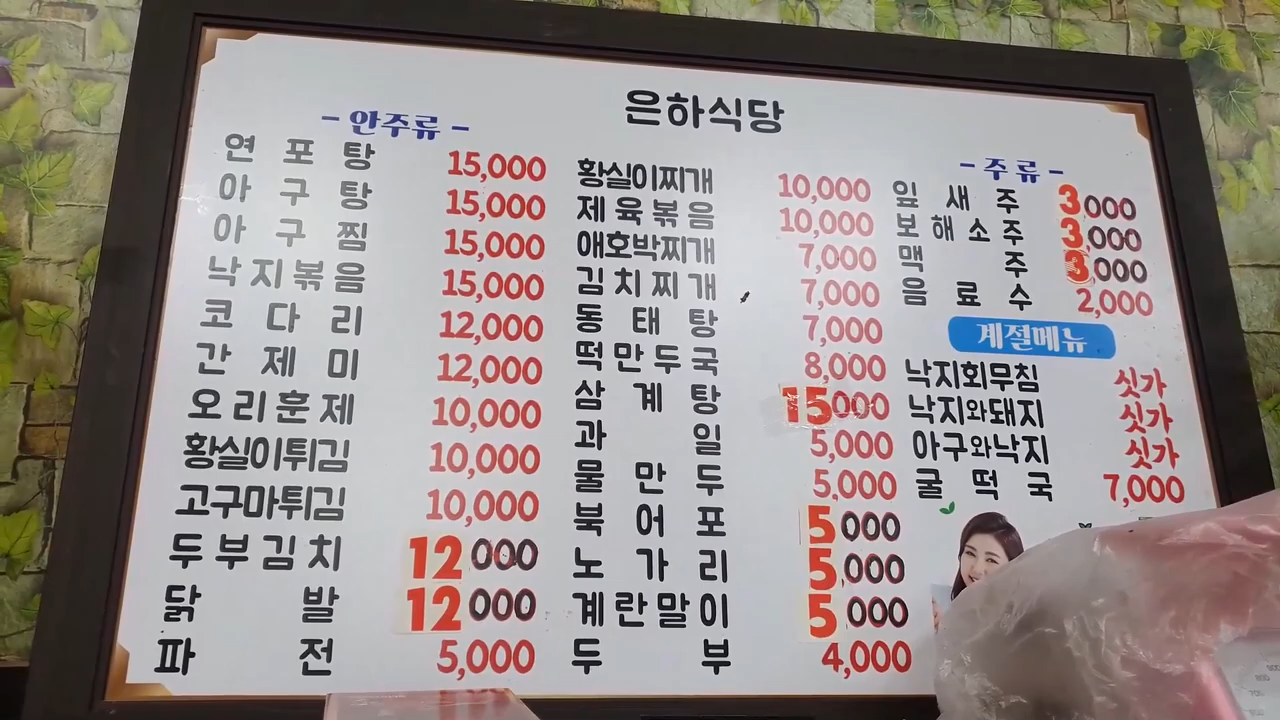 은하식당
- 안주류 -
연포탕 15,000
아구탕 15,000
아구찜 15,000
낙지볶음 15,000
코다리 12,000
간제미 12,000
오리훈제 10,000
황실이튀김 10,000
고구마튀김 10,000
두부김치 12000
닭발 12000
파전 5,000
황실이찌개 10,000
제육볶음 10,000
애호박찌개 7,000
김치찌개 7,000
동태탕 7,000
떡만두국 8,000
삼계탕 15000
과일 5,000
물만두 5,000
북어포 5000
노가리 5,000
계란말이 5,000
두부 4,000
- 주류 -
잎새주 3,000
보해소주 3,000
맥주 3,000
음료수 2,000
계절메뉴
낙지회무침 싯가
낙지와돼지 싯가
아구와낙지 싯가
굴떡국 7,000